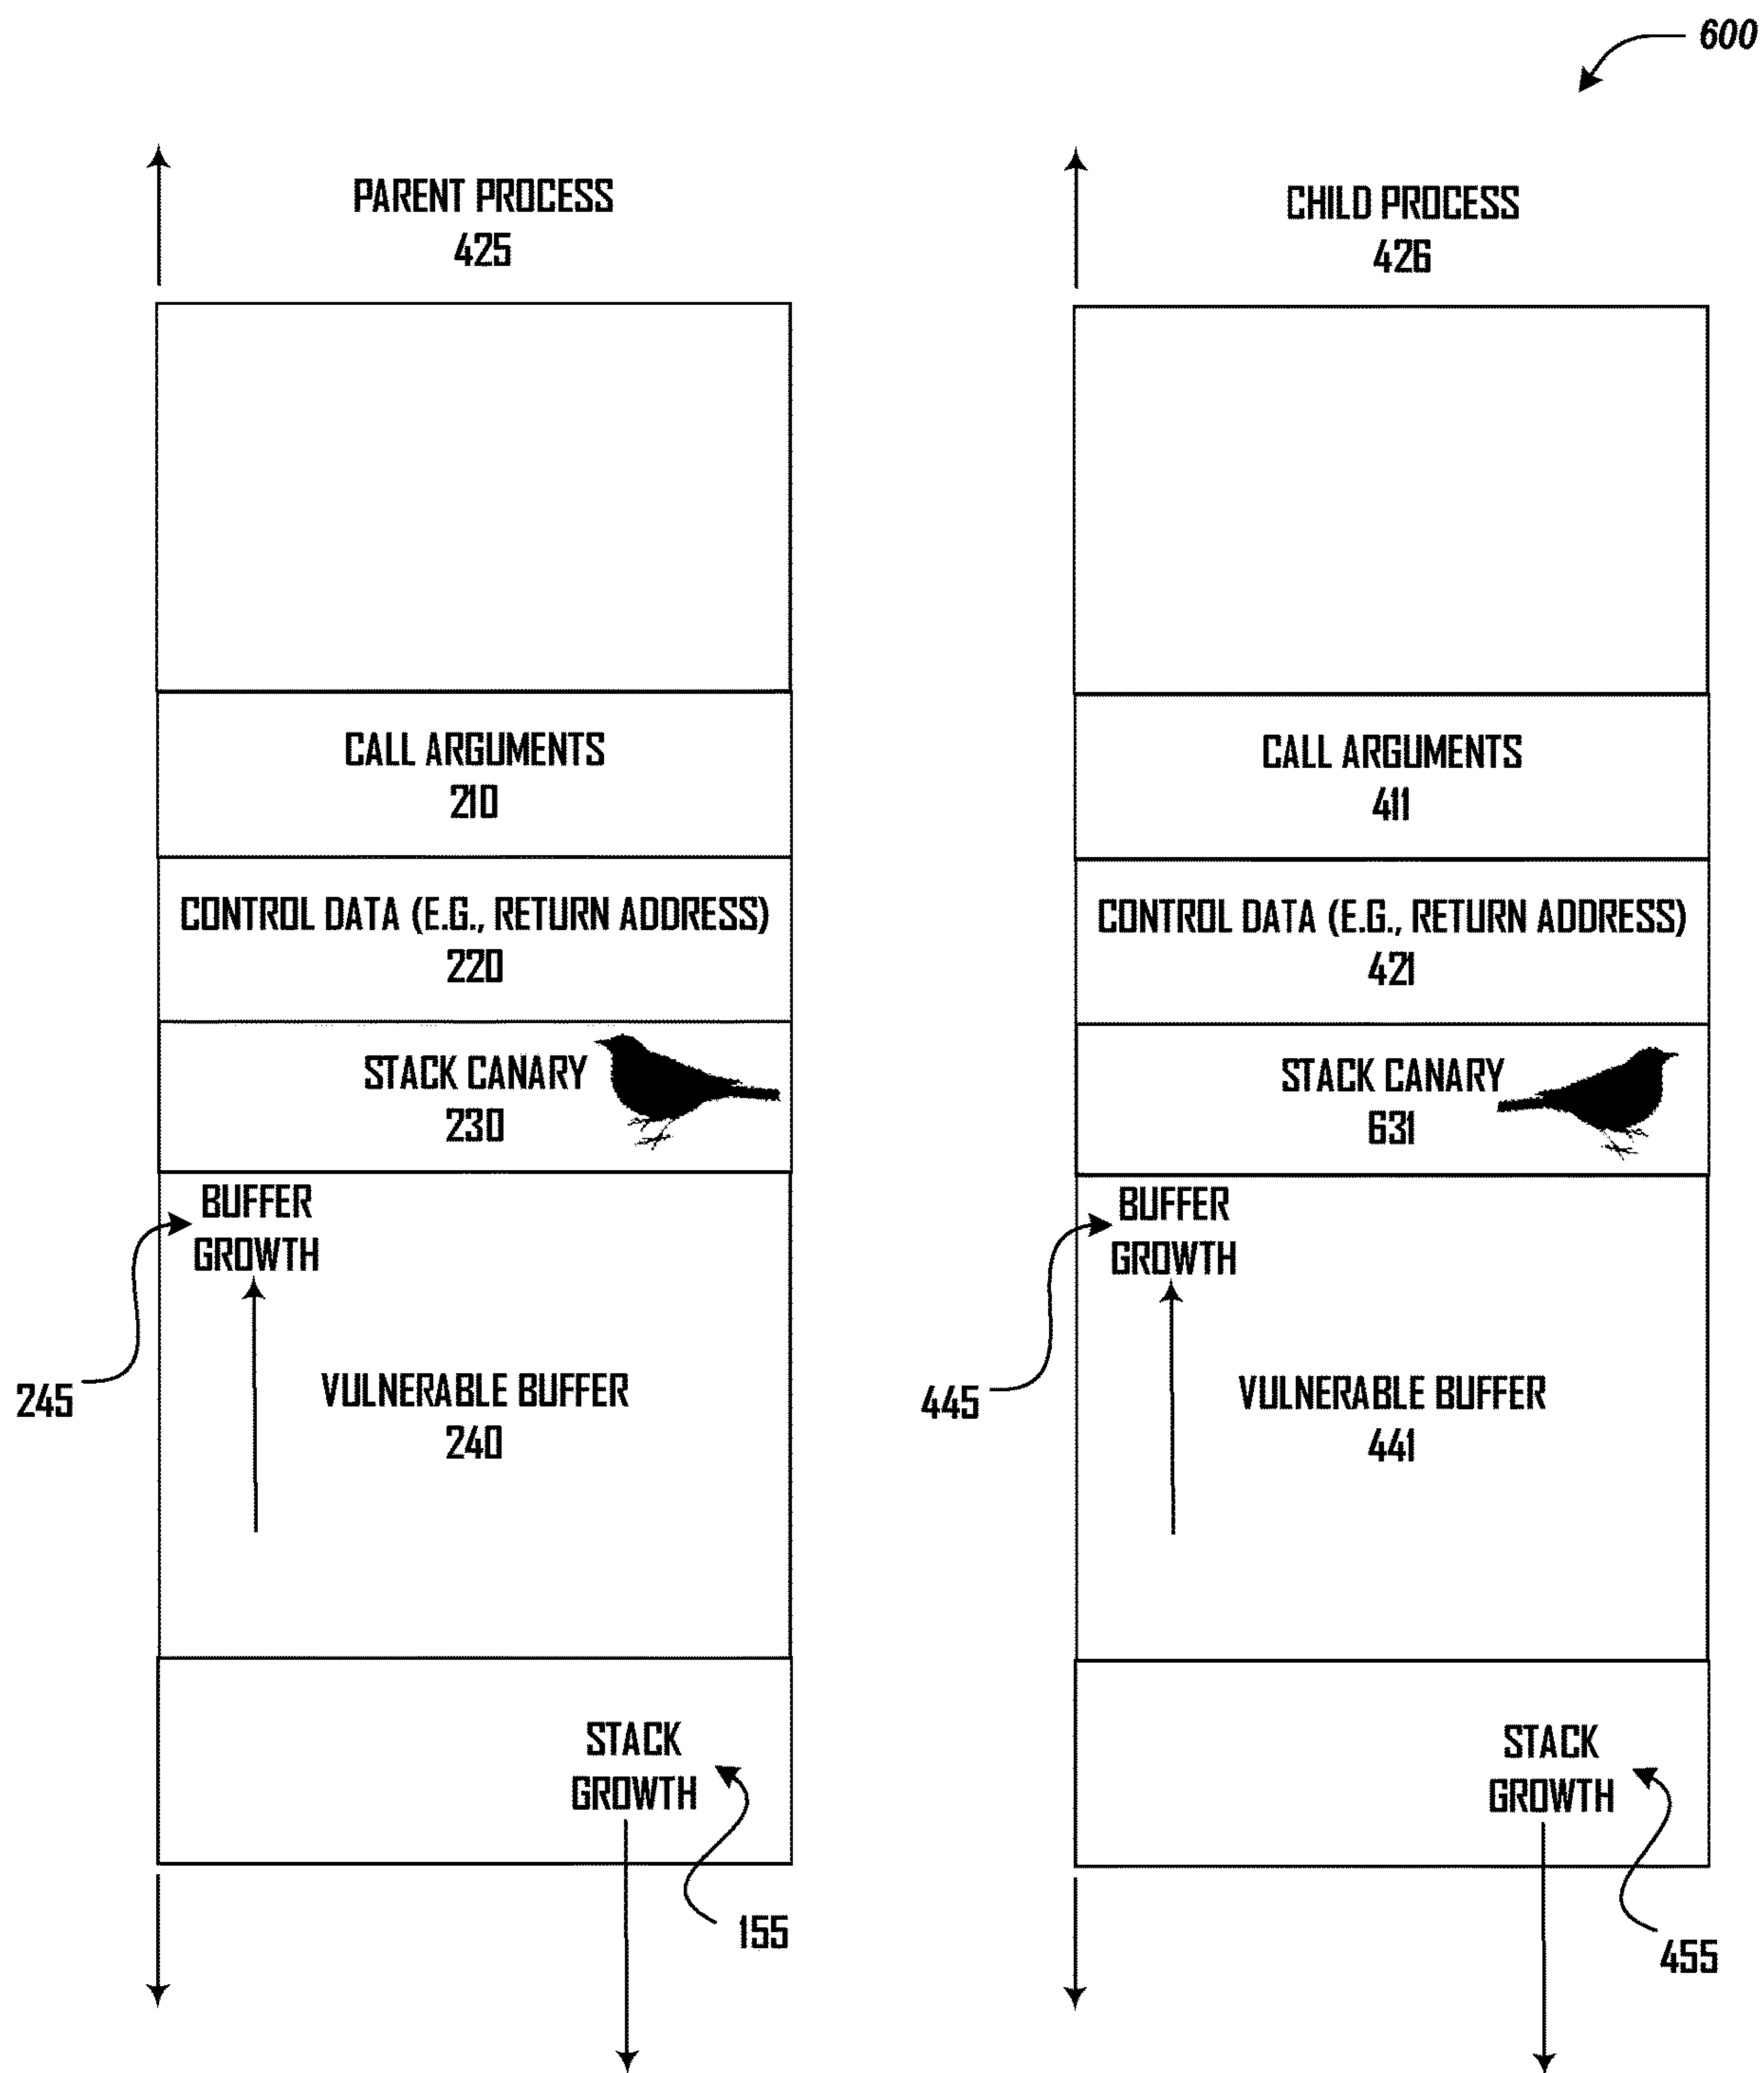 600
PARENT PROCESS
425
CHILD PROCESS
426
CALL ARGUMENTS
210
CALL ARGUMENTS
411
CONTROL DATA (E.G., RETURN ADDRESS)
220
CONTROL DATA (E.G., RETURN ADDRESS)
421
STACK CANARY
230
STACK CANARY
631
BUFFER
GROWTH
245
VULNERABLE BUFFER
240
BUFFER
GROWTH
445
VULNERABLE BUFFER
441
STACK
GROWTH
155
STACK
GROWTH
455